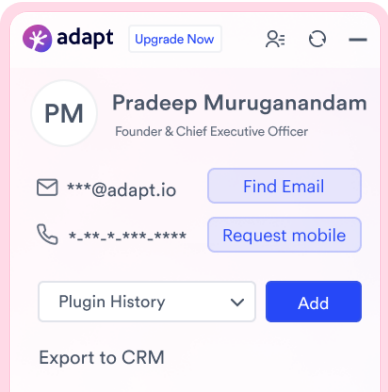 adapt Upgrade Now
PM
Pradeep Muruganandam
Founder & Chief Executive Officer
***@adapt.io Find Email
*-**-*-***-**** Request mobile
Plugin History Add
Export to CRM